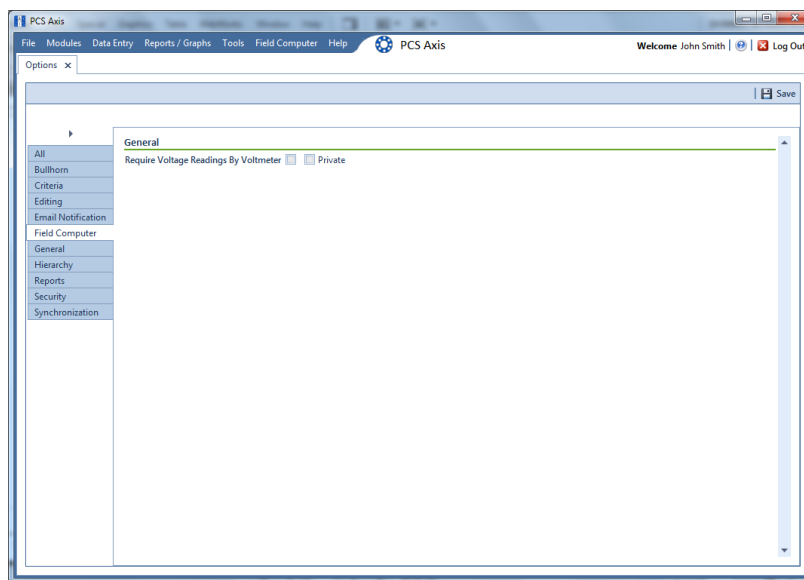 PCS Axis
File Modules Data Entry Reports / Graphs Tools Field Computer Help PCS Axis Welcome John Smith | | Log Out
Options x
| Save
General
All
Require Voltage Readings By Voltmeter Private
Bullhorn
Criteria
Editing
Email Notification
Field Computer
General
Hierarchy
Reports
Security
Synchronization